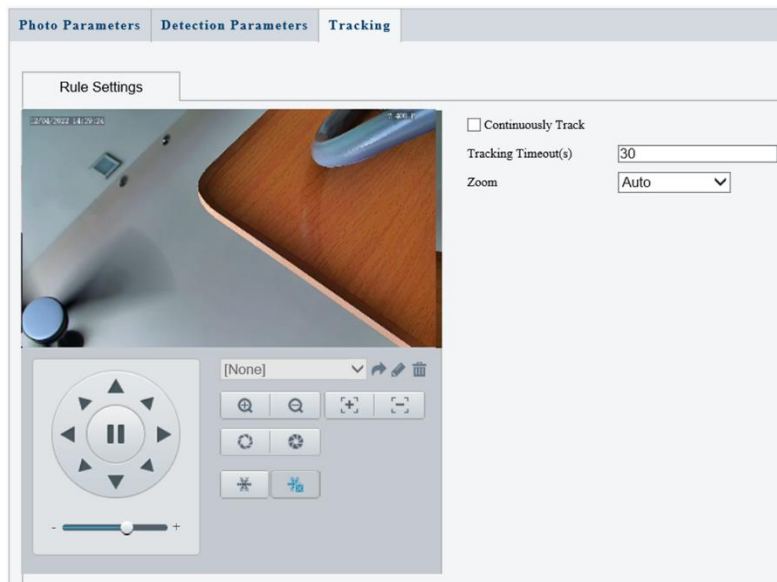 Photo Parameters Detection Parameters Tracking
Rule Settings
Continuously Track
Tracking Timeout(s) 30
Zoom Auto
[None]
- +